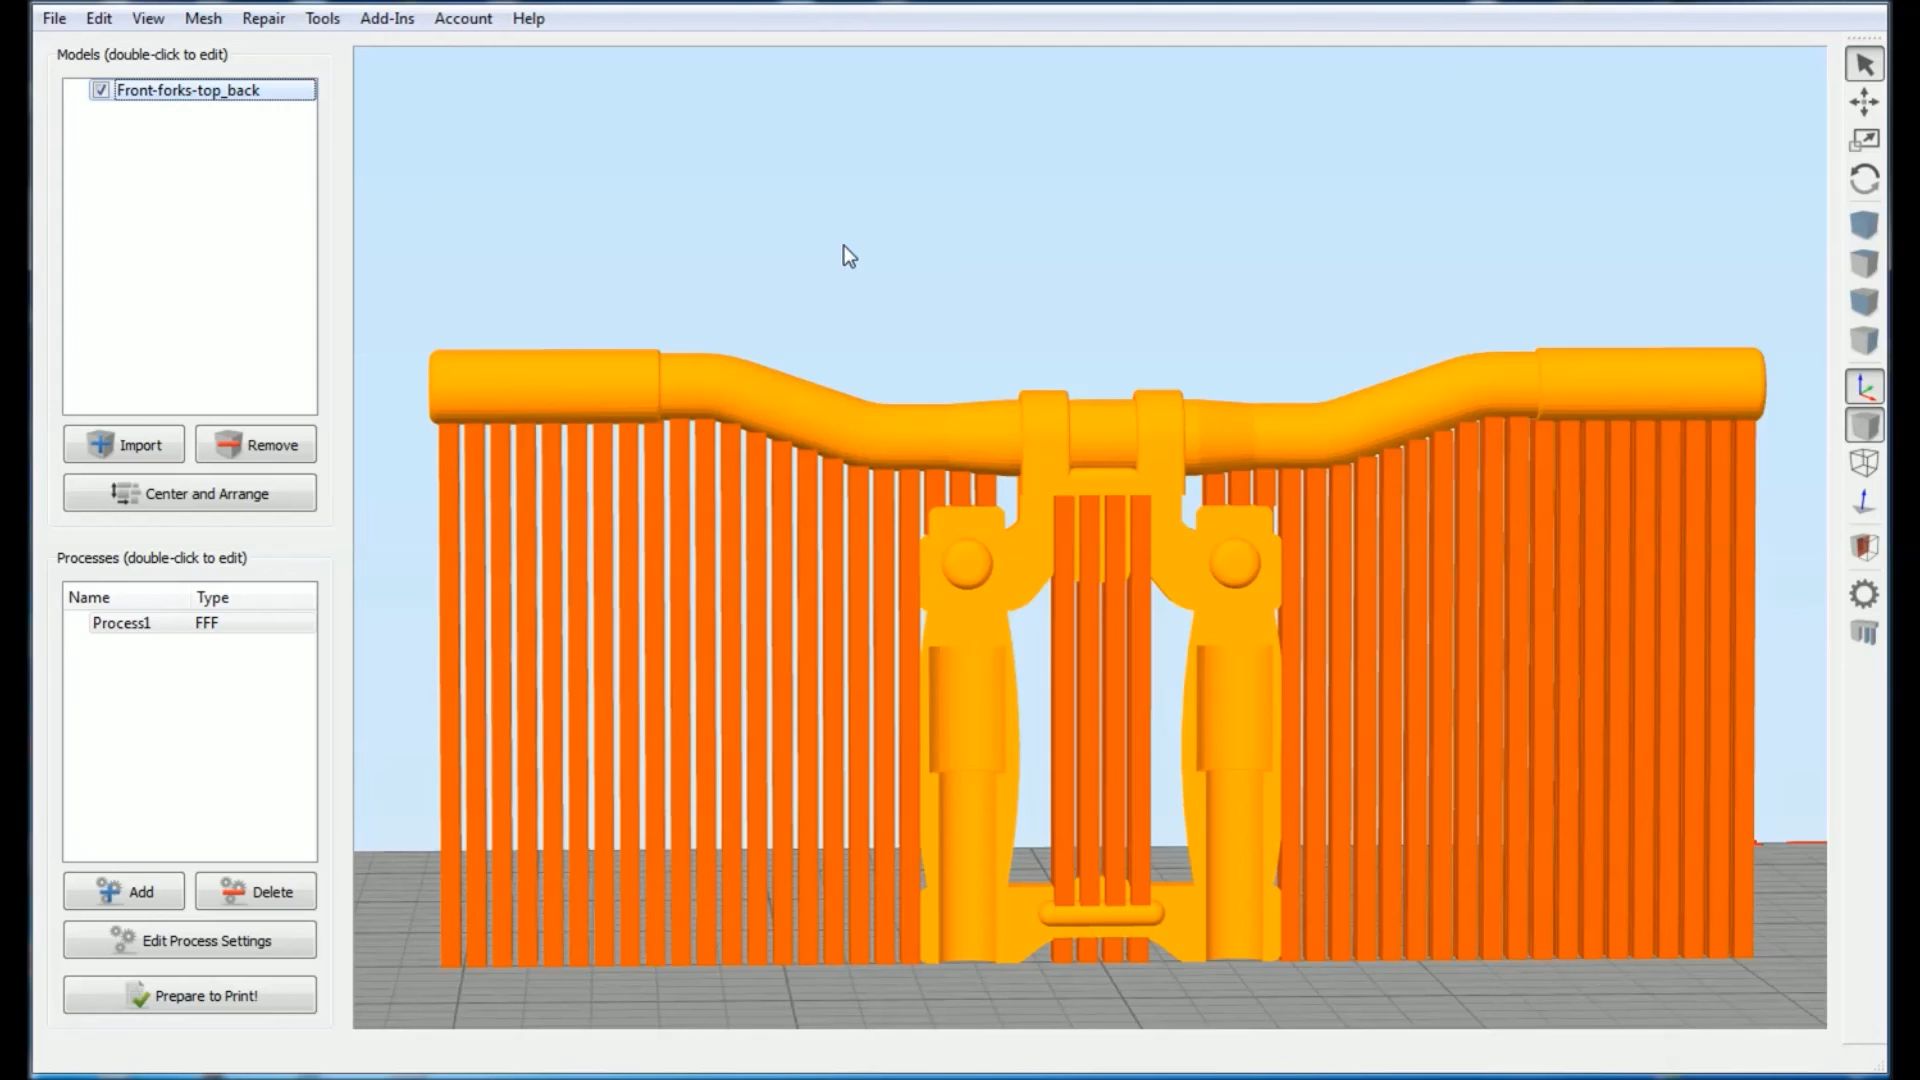 File Edit View Mesh Repair Tools Add-Ins Account Help
Models (double-click to edit)
Front-forks-top_back
Import Remove
Center and Arrange
Processes (double-click to edit)
Name Type
Process1 FFF
Add Delete
Edit Process Settings
Prepare to Print!